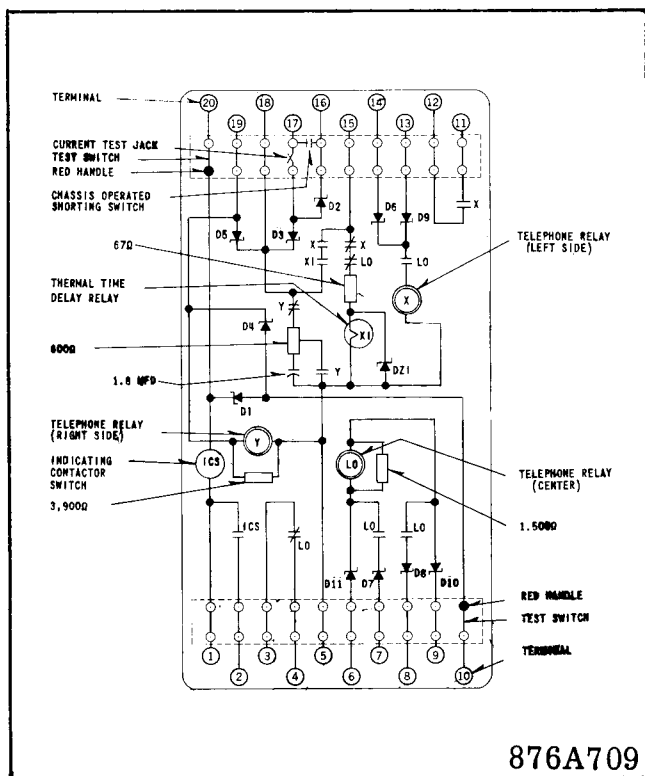 TERMINAL
20
19
18
17
16
15
14
13
12
11
CURRENT TEST JACK
TEST SWITCH
RED HANDLE
CHASSIS OPERATED
SHORTING SWITCH
D2
D5
D3
D6
D9
X
67Ω
X
X
X1
LO
LO
TELEPHONE RELAY
(LEFT SIDE)
THERMAL TIME
DELAY RELAY
Y
X
X1
D4
600Ω
DZ1
1.8 MFD
Y
D1
TELEPHONE RELAY
(RIGHT SIDE)
Y
INDICATING
CONTACTOR
SWITCH
ICS
LO
TELEPHONE RELAY
(CENTER)
3,900Ω
1.500Ω
ICS
LO
LO
LO
D11
D7
D8
D10
RED HANDLE
TEST SWITCH
TERMINAL
1
2
3
4
5
6
7
8
9
10
876A709